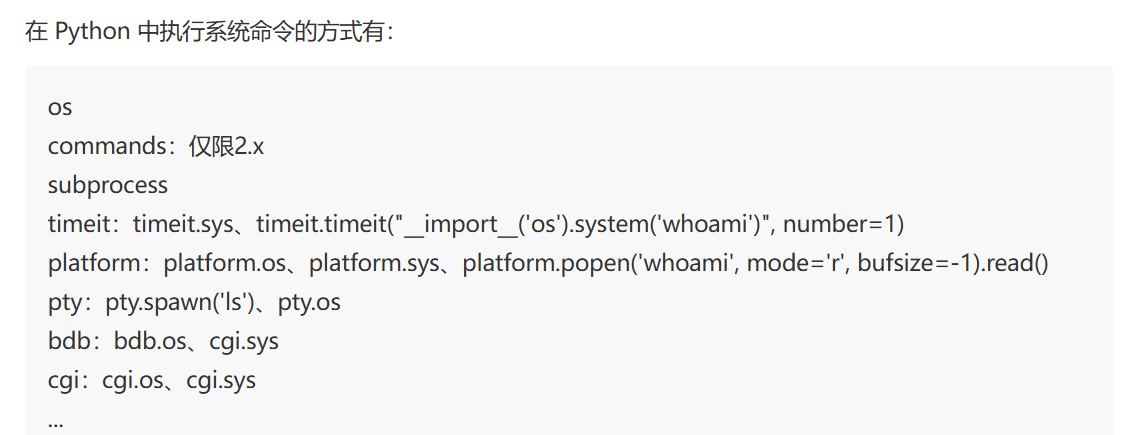 在 Python 中执行系统命令的方式有：
os
commands：仅限2.x
subprocess
timeit：timeit.sys、timeit.timeit("__import__('os').system('whoami')", number=1)
platform：platform.os、platform.sys、platform.popen('whoami', mode='r', bufsize=-1).read()
pty：pty.spawn('ls')、pty.os
bdb：bdb.os、cgi.sys
cgi：cgi.os、cgi.sys
...